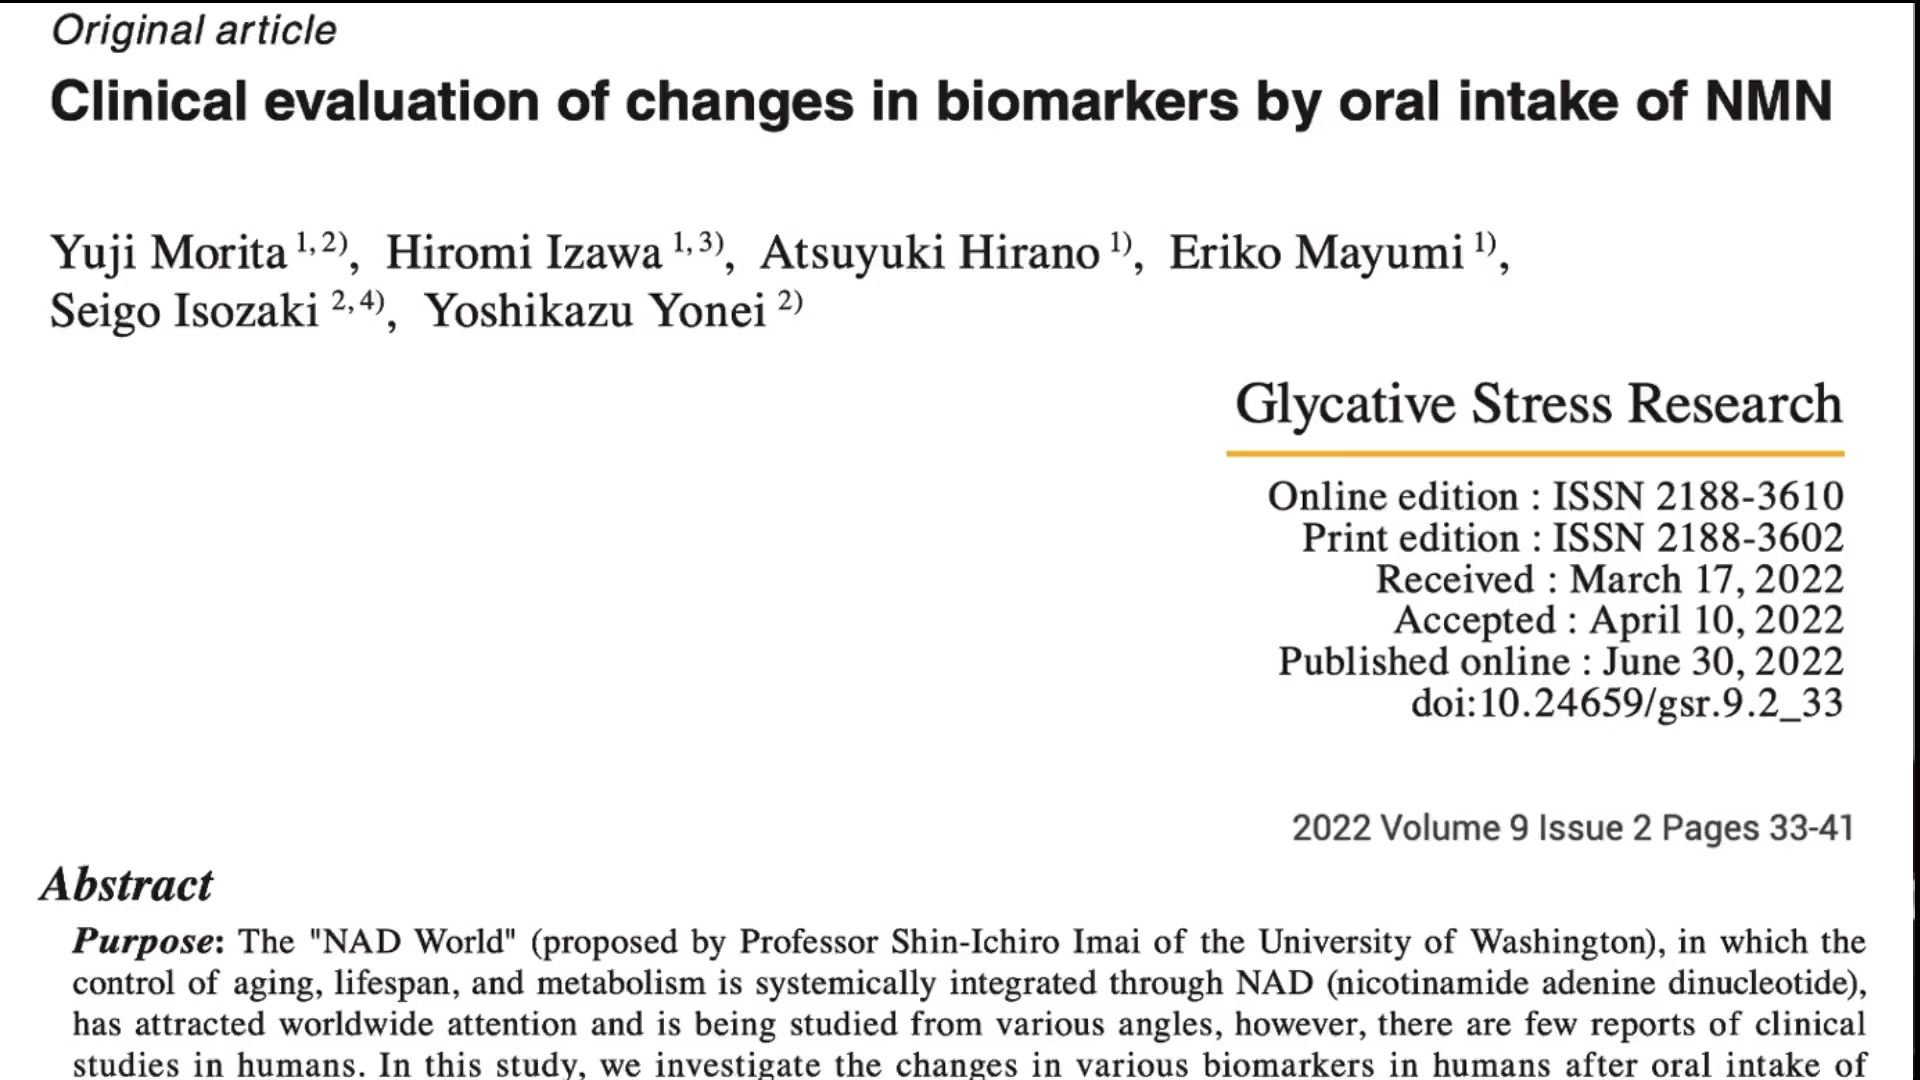 Original article
Clinical evaluation of changes in biomarkers by oral intake of NMN
Yuji Morita 1, 2), Hiromi Izawa 1, 3), Atsuyuki Hirano 1), Eriko Mayumi 1),
Seigo Isozaki 2, 4), Yoshikazu Yonei 2)
Glycative Stress Research
Online edition : ISSN 2188-3610
Print edition : ISSN 2188-3602
Received : March 17, 2022
Accepted : April 10, 2022
Published online : June 30, 2022
doi:10.24659/gsr.9.2_33
2022 Volume 9 Issue 2 Pages 33-41
Abstract
Purpose: The "NAD World" (proposed by Professor Shin-Ichiro Imai of the University of Washington), in which the
control of aging, lifespan, and metabolism is systemically integrated through NAD (nicotinamide adenine dinucleotide),
has attracted worldwide attention and is being studied from various angles, however, there are few reports of clinical
studies in humans. In this study, we investigate the changes in various biomarkers in humans after oral intake of